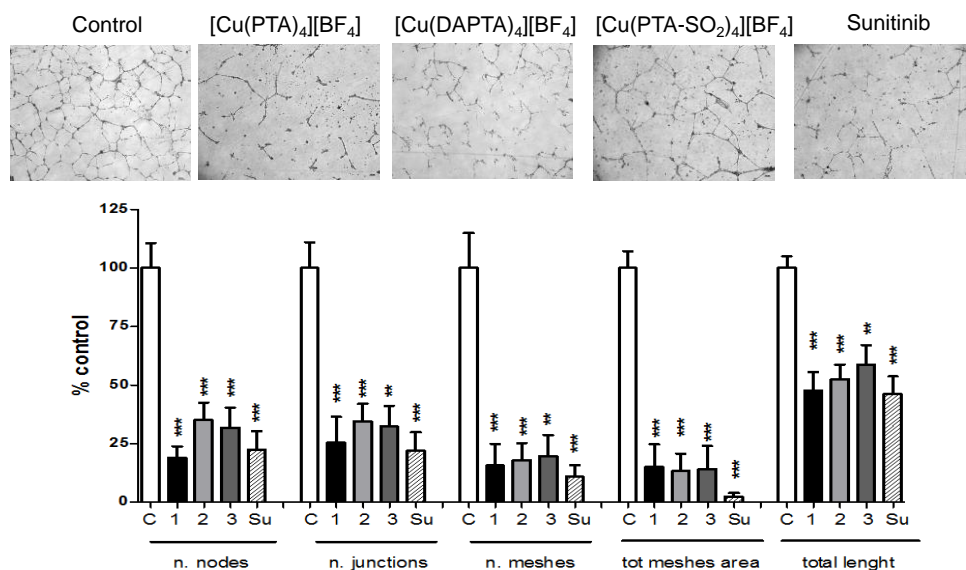 Control [Cu(PTA)4][BF4] [Cu(DAPTA)4][BF4] [Cu(PTA-SO2)4][BF4] Sunitinib
125
100
75
50
25
0
% control
*** *** *** ***
*** *** ** ***
*** *** ** ***
*** *** *** ***
*** *** ** ***
C 1 2 3 Su C 1 2 3 Su C 1 2 3 Su C 1 2 3 Su C 1 2 3 Su
n. nodes n. junctions n. meshes tot meshes area total lenght